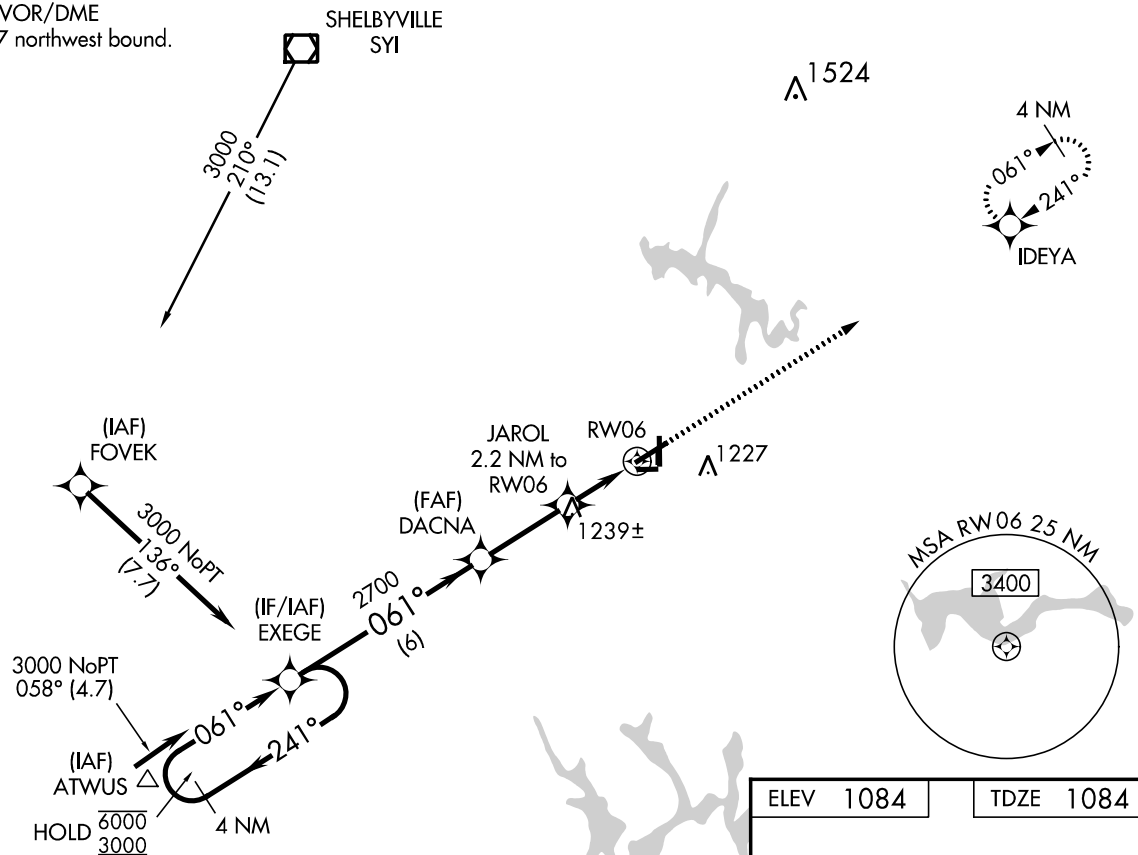 VOR/DME
7 northwest bound.
SHELBYVILLE
SYI
1524
4 NM
061°
241°
IDEYA
3000
210°
(13.1)
(IAF)
FOVEK
3000 NoPT
136°
(7.7)
JAROL
2.2 NM to
RW06
RW06
1227
(FAF)
DACNA
1239±
2700
061°
(6)
(IF/IAF)
EXEGE
3000 NoPT
058° (4.7)
061°
241°
(IAF)
ATWUS
HOLD 6000
3000
4 NM
MSA RW06 25 NM
3400
ELEV 1084
TDZE 1084